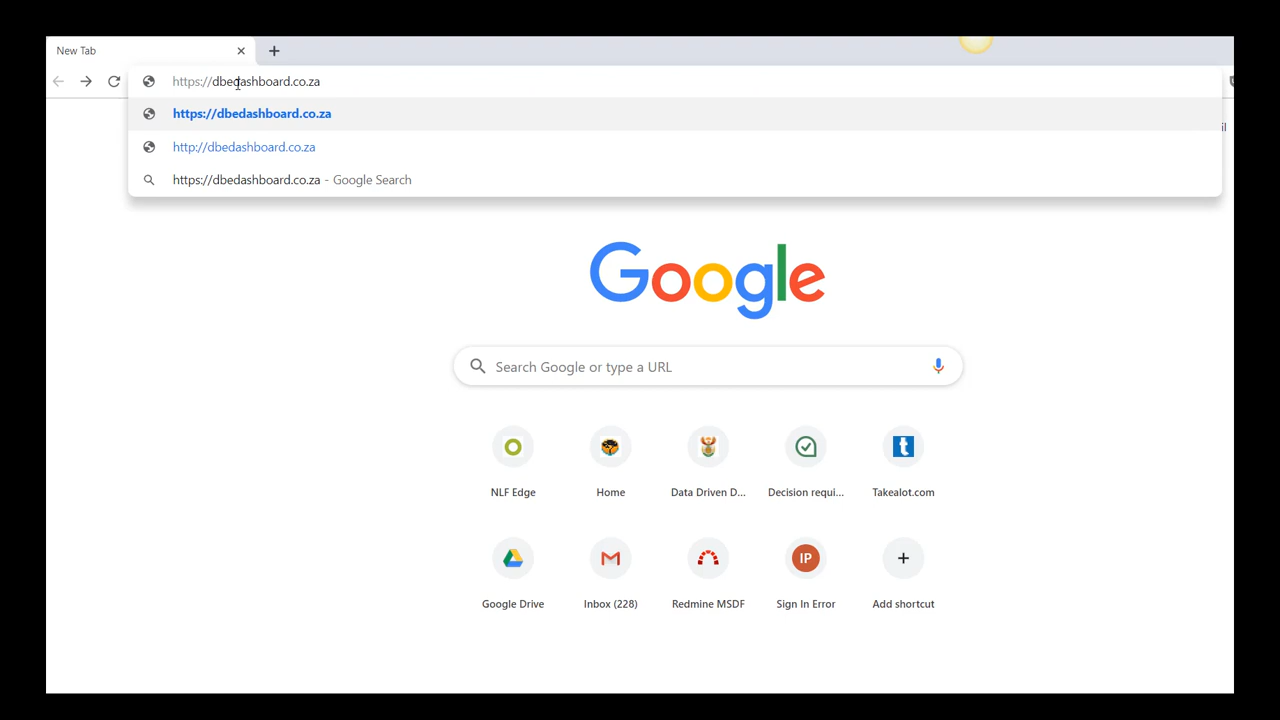 New Tab
https://dbedashboard.co.za
https://dbedashboard.co.za
http://dbedashboard.co.za
https://dbedashboard.co.za - Google Search
Google
Search Google or type a URL
NLF Edge
Home
Data Driven D...
Decision requi...
Takealot.com
IP
Google Drive
Inbox (228)
Redmine MSDF
Sign In Error
Add shortcut